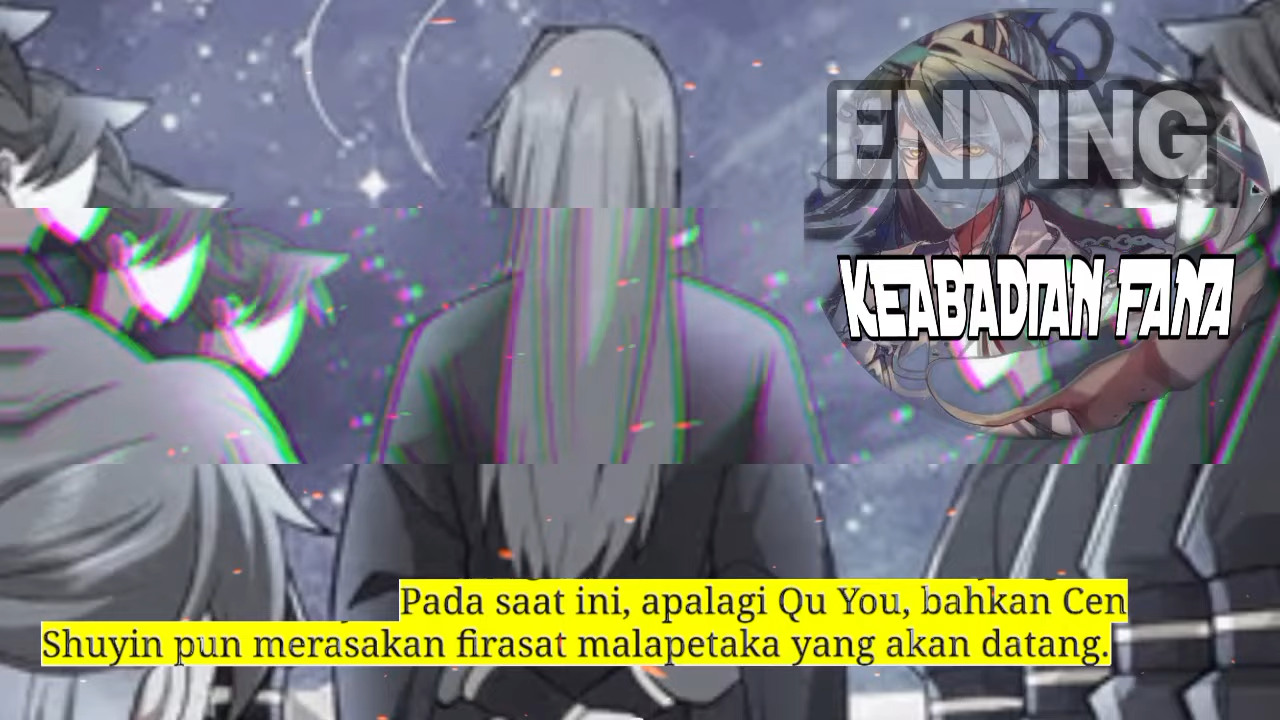 ENDING
KEABADIAN FANA
Pada saat ini, apalagi Qu You, bahkan Cen
Shuyin pun merasakan firasat malapetaka yang akan datang.